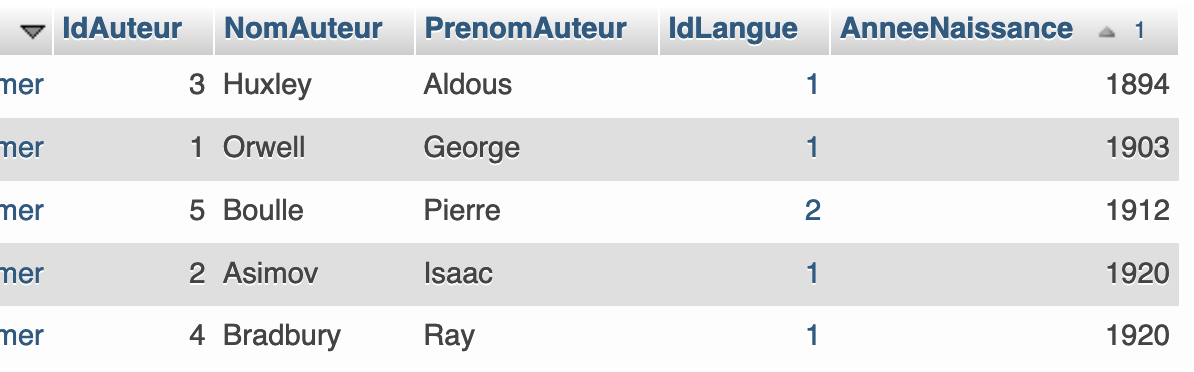 IdAuteur NomAuteur PrenomAuteur IdLangue AnneeNaissance 1
mer 3 Huxley Aldous 1 1894
mer 1 Orwell George 1 1903
mer 5 Boulle Pierre 2 1912
mer 2 Asimov Isaac 1 1920
mer 4 Bradbury Ray 1 1920